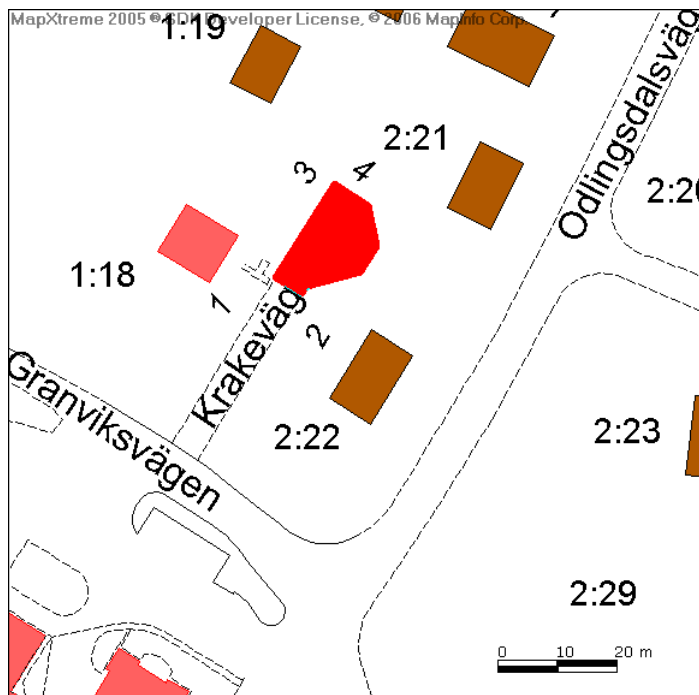 MapXtreme 2005 ® SDK Developer License, © 2006 MapInfo Corp.
1:19
Odlingsdalsväg
2:21
3 4
2:20
1:18
1
Krakeväg
2
Granviksvägen
2:22
2:23
2:29
0 10 20 m